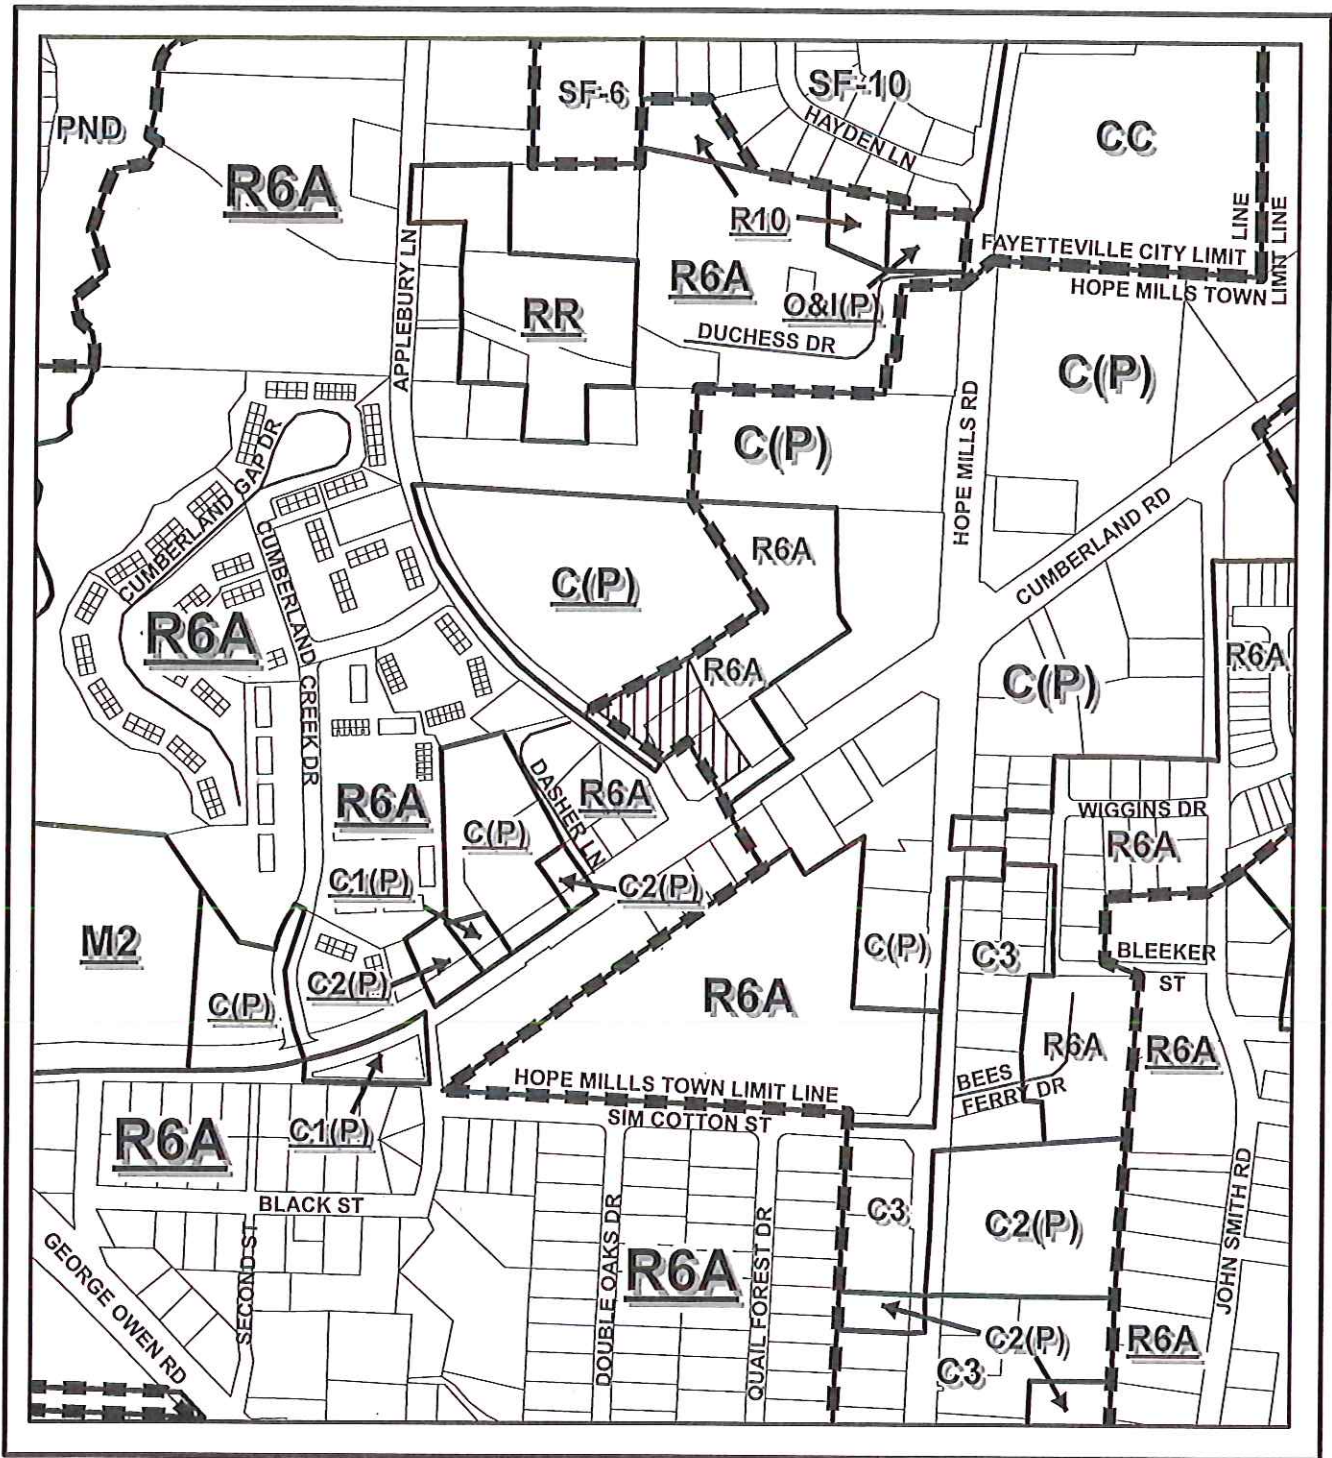 SF-6
SF-10
PND
HAYDEN LN
CC
R6A
R10
LINE
LIMIT LINE
FAYETTEVILLE CITY LIMIT
HOPE MILLS TOWN
R6A
O&I(P)
APPLEBURY LN
RR
DUCHESS DR
C(P)
HOPE MILLS RD
C(P)
CUMBERLAND GAP DR
CUMBERLAND RD
R6A
CUMBERLAND CREEK DR
C(P)
R6A
R6A
R6A
C(P)
R6A
DASHER LN
R6A
C(P)
WIGGINS DR
R6A
C1(P)
C2(P)
M2
C2(P)
C(P)
C(P)
C3
BLEEKER
ST
R6A
R6A
R6A
BEES
FERRY DR
HOPE MILLLS TOWN LIMIT LINE
SIM COTTON ST
R6A
C1(P)
BLACK ST
C3
C2(P)
JOHN SMITH RD
GEORGE OWEN RD
SECOND ST
DOUBLE OAKS DR
R6A
QUAIL FOREST DR
C2(P)
R6A
C3